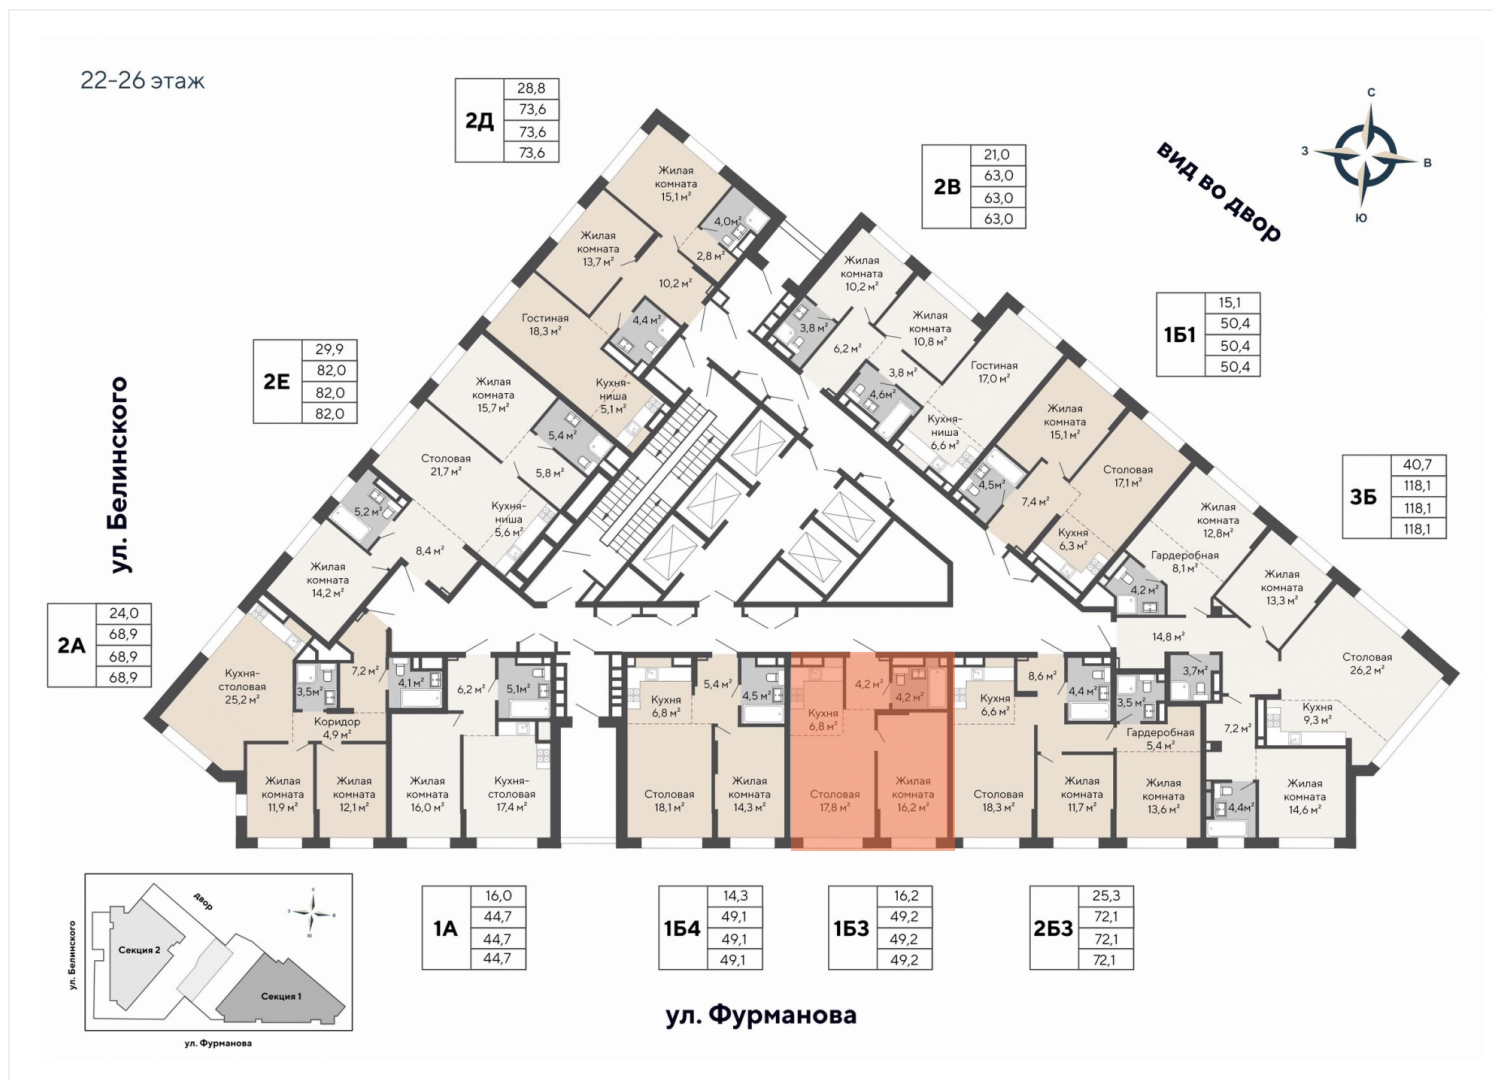 22-26 этаж
2Д
28,8
73,6
73,6
73,6
2В
21,0
63,0
63,0
63,0
ВИД ВО ДВОР
С
З
В
Ю
1Б1
15,1
50,4
50,4
50,4
2Е
29,9
82,0
82,0
82,0
3Б
40,7
118,1
118,1
118,1
ул. Белинского
2А
24,0
68,9
68,9
68,9
Жилая
комната
15,1 м²
4,0м²
2,8 м²
Жилая
комната
13,7 м²
10,2 м²
Гостиная
18,3 м²
4,4 м²
Кухня-
ниша
5,1 м²
Жилая
комната
15,7 м²
5,4 м²
5,8 м²
Столовая
21,7 м²
Кухня-
ниша
5,6 м²
5,2 м²
8,4 м²
Жилая
комната
14,2 м²
Жилая
комната
10,2 м²
3,8 м²
6,2 м²
Жилая
комната
10,8 м²
3,8 м²
4,6м²
Гостиная
17,0 м²
Кухня-
ниша
6,6 м²
Жилая
комната
15,1 м²
4,5м²
7,4 м²
Столовая
17,1 м²
Кухня
6,3 м²
Жилая
комната
12,8м²
Гардеробная
8,1 м²
4,2 м²
Жилая
комната
13,3 м²
14,8 м²
3,7м²
Столовая
26,2 м²
Кухня
9,3 м²
7,2 м²
4,4м²
Жилая
комната
14,6 м²
Кухня-
столовая
25,2 м²
3,5м²
7,2 м²
Коридор
4,9 м²
Жилая
комната
11,9 м²
Жилая
комната
12,1 м²
4,1 м²
6,2 м²
5,1м²
Жилая
комната
16,0 м²
Кухня-
столовая
17,4 м²
Кухня
6,8 м²
5,4 м²
4,5 м²
Столовая
18,1 м²
Жилая
комната
14,3 м²
Кухня
6,8 м²
4,2 м²
4,2 м²
Столовая
17,8 м²
Жилая
комната
16,2 м²
Кухня
6,6 м²
8,6 м²
4,4 м²
Столовая
18,3 м²
Жилая
комната
11,7 м²
3,5 м²
Гардеробная
5,4 м²
Жилая
комната
13,6 м²
1А
16,0
44,7
44,7
44,7
1Б4
14,3
49,1
49,1
49,1
1Б3
16,2
49,2
49,2
49,2
2Б3
25,3
72,1
72,1
72,1
ул. Фурманова
ул. Белинского
двор
С
З
В
Ю
Секция 2
Секция 1
ул. Фурманова